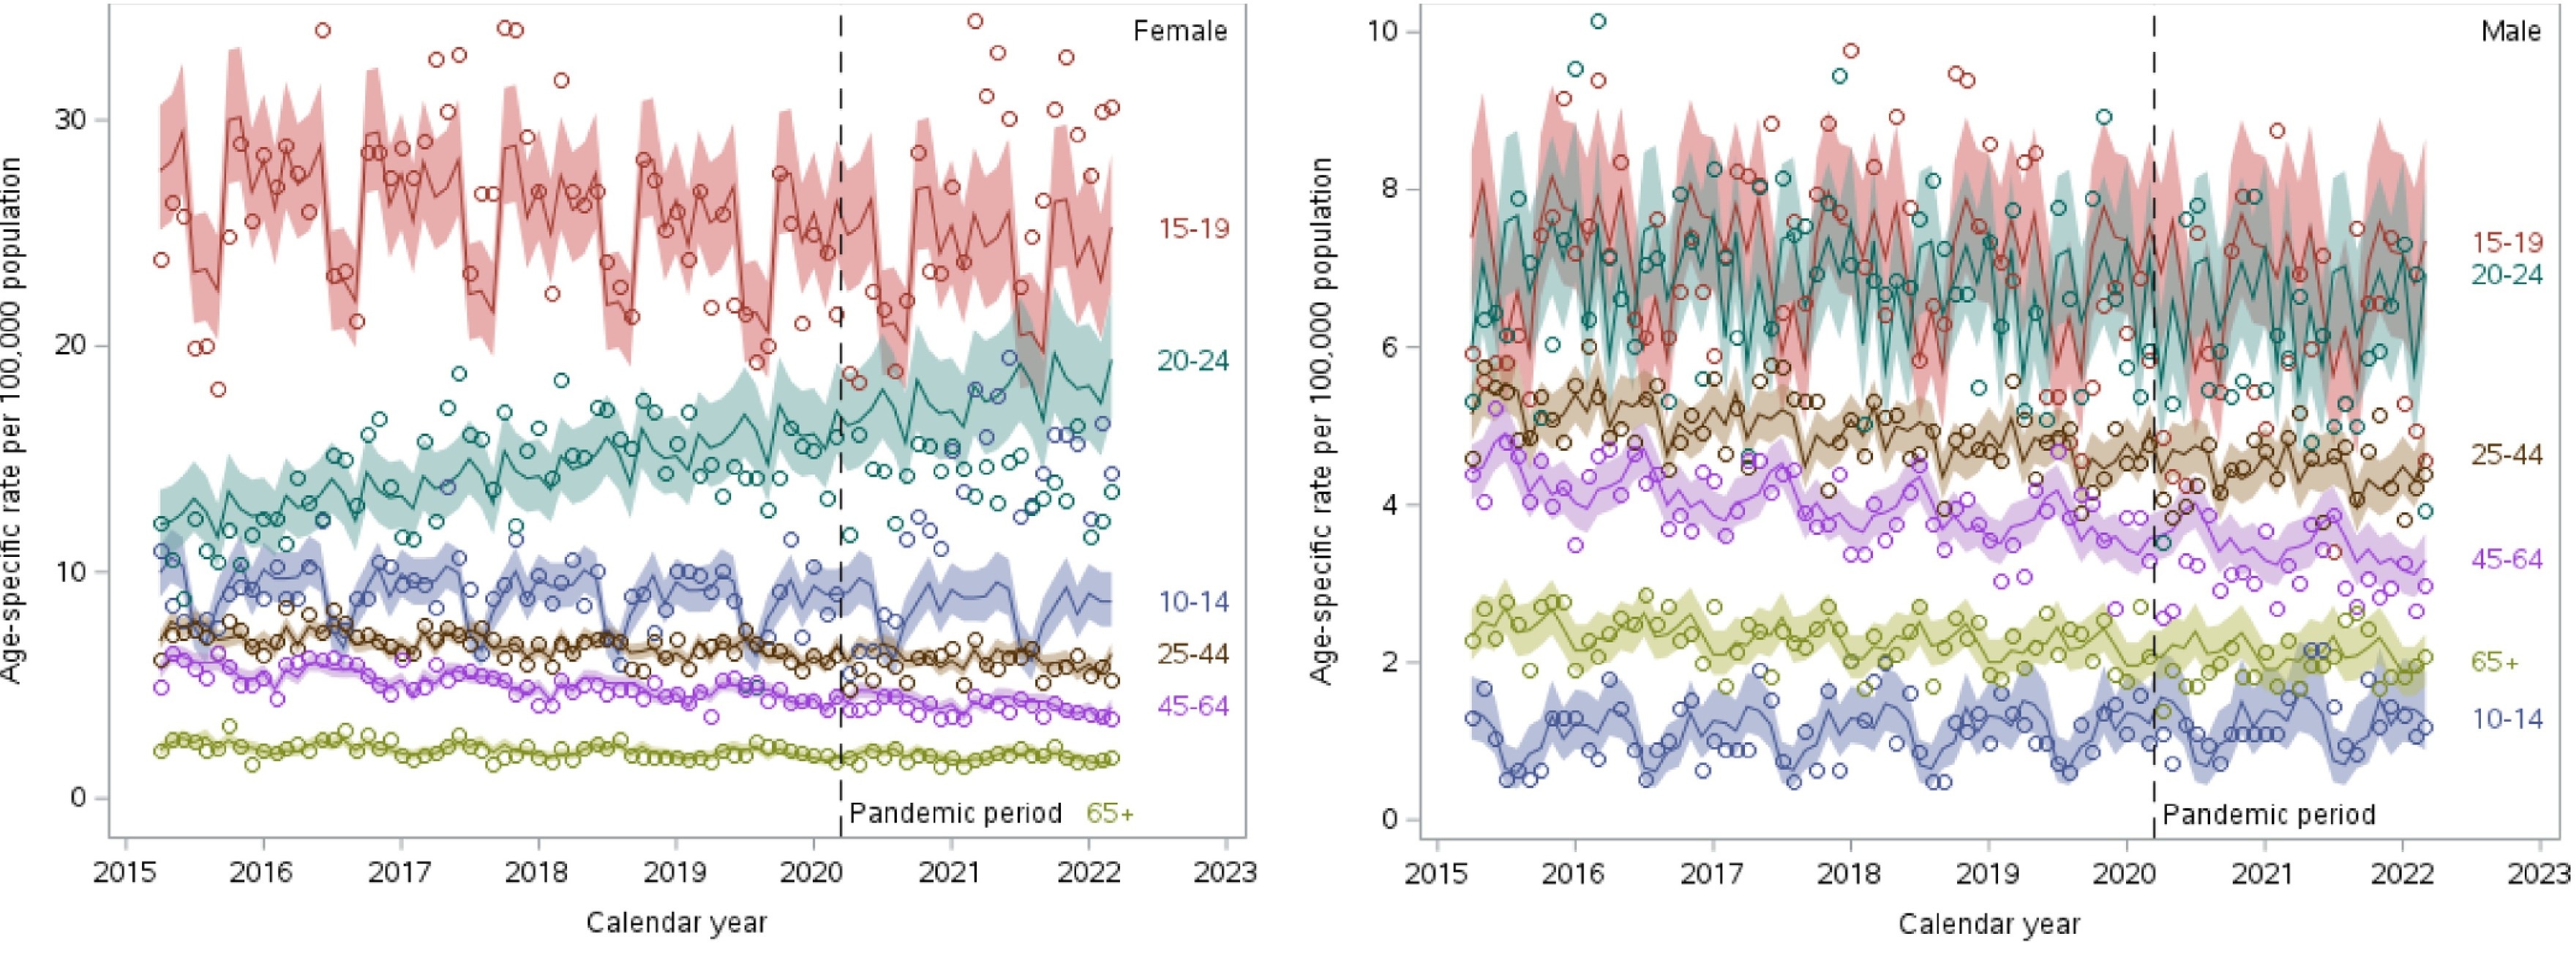 Female
Age-specific rate per 100,000 population
30
20
10
0
15-19
20-24
10-14
25-44
45-64
Pandemic period 65+
2015 2016 2017 2018 2019 2020 2021 2022 2023
Calendar year
Male
Age-specific rate per 100,000 population
10
8
6
4
2
0
15-19
20-24
25-44
45-64
65+
10-14
Pandemic period
2015 2016 2017 2018 2019 2020 2021 2022 2023
Calendar year